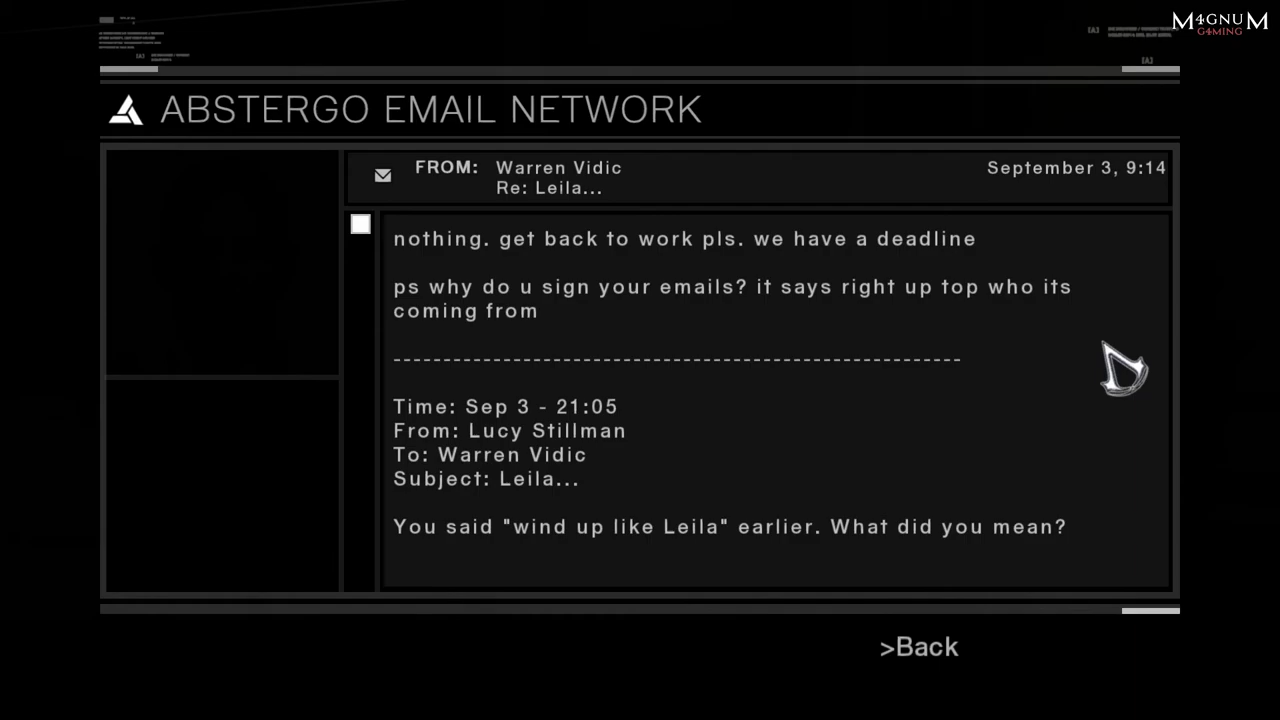 M4GNUM
G4MING
ABSTERGO EMAIL NETWORK
FROM: Warren Vidic
September 3, 9:14
Re: Leila...
nothing. get back to work pls. we have a deadline
ps why do u sign your emails? it says right up top who its
coming from
---------------------------------------------------------
Time: Sep 3 - 21:05
From: Lucy Stillman
To: Warren Vidic
Subject: Leila...
You said "wind up like Leila" earlier. What did you mean?
>Back